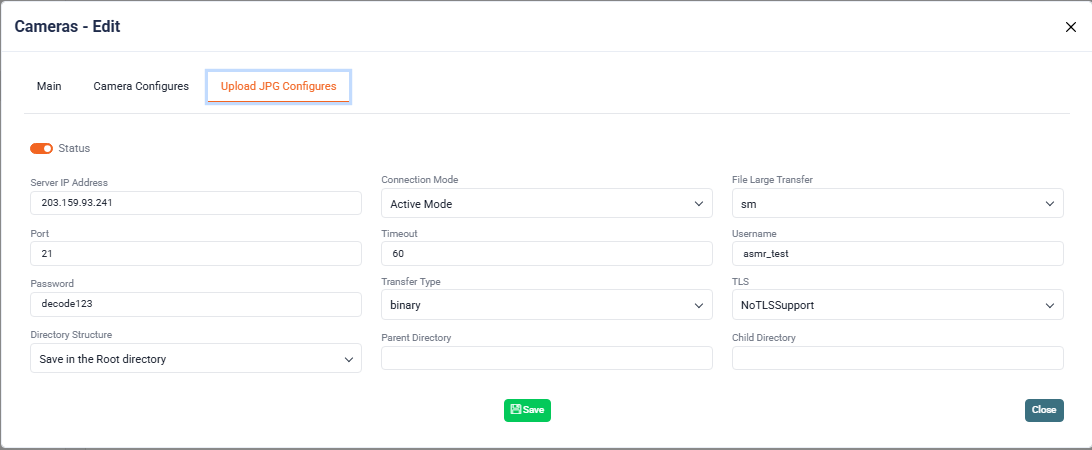 Cameras - Edit
Main
Camera Configures
Upload JPG Configures
Status
Server IP Address
203.159.93.241
Connection Mode
Active Mode
File Large Transfer
sm
Port
21
Timeout
60
Username
asmr_test
Password
decode123
Transfer Type
binary
TLS
NoTLSSupport
Directory Structure
Save in the Root directory
Parent Directory
Child Directory
Save
Close